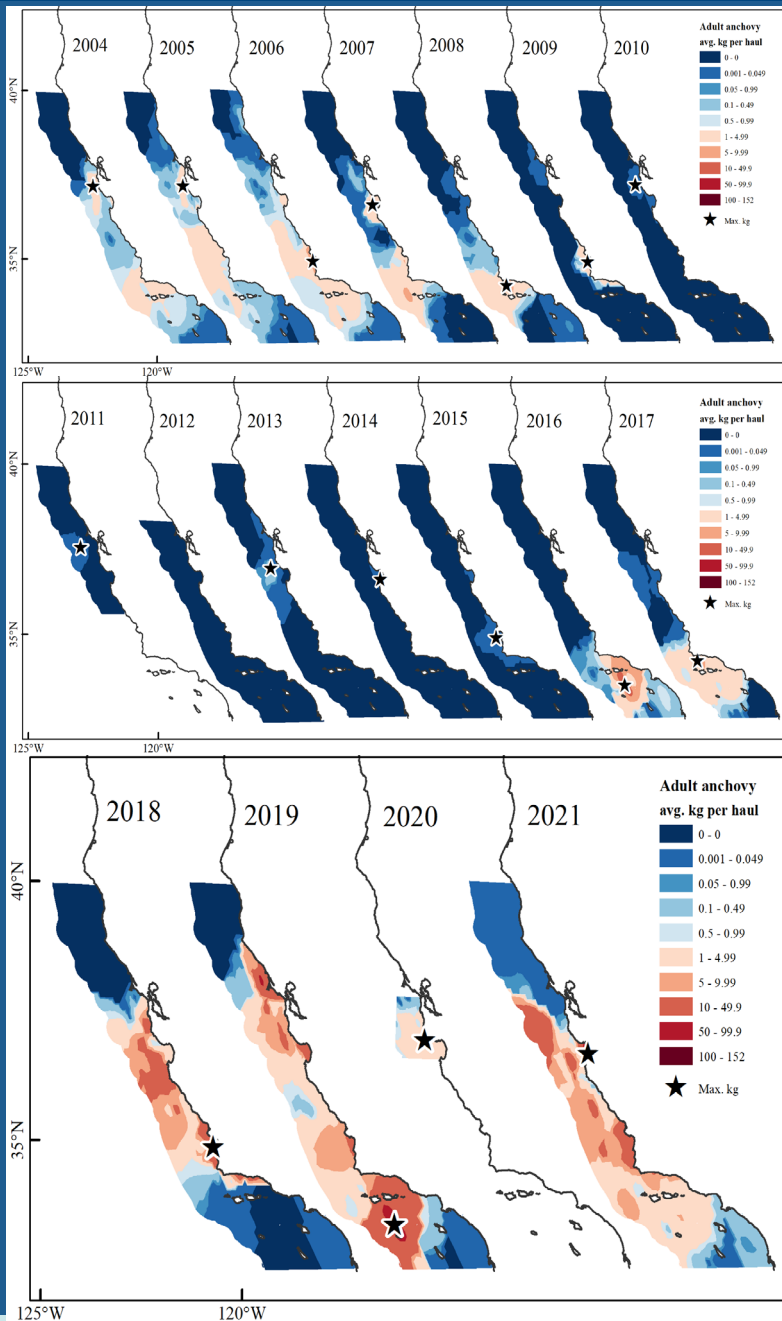 2004 2005 2006 2007 2008 2009 2010
Adult anchovy
avg. kg per haul
0 - 0
0.001 - 0.049
0.05 - 0.99
0.1 - 0.49
0.5 - 0.99
1 - 4.99
5 - 9.99
10 - 49.9
50 - 99.9
100 - 152
Max. kg
40°N
35°N
125°W 120°W
2011 2012 2013 2014 2015 2016 2017
Adult anchovy
avg. kg per haul
0 - 0
0.001 - 0.049
0.05 - 0.99
0.1 - 0.49
0.5 - 0.99
1 - 4.99
5 - 9.99
10 - 49.9
50 - 99.9
100 - 152
Max. kg
40°N
35°N
125°W 120°W
2018 2019 2020 2021
Adult anchovy
avg. kg per haul
0 - 0
0.001 - 0.049
0.05 - 0.99
0.1 - 0.49
0.5 - 0.99
1 - 4.99
5 - 9.99
10 - 49.9
50 - 99.9
100 - 152
Max. kg
40°N
35°N
125°W 120°W